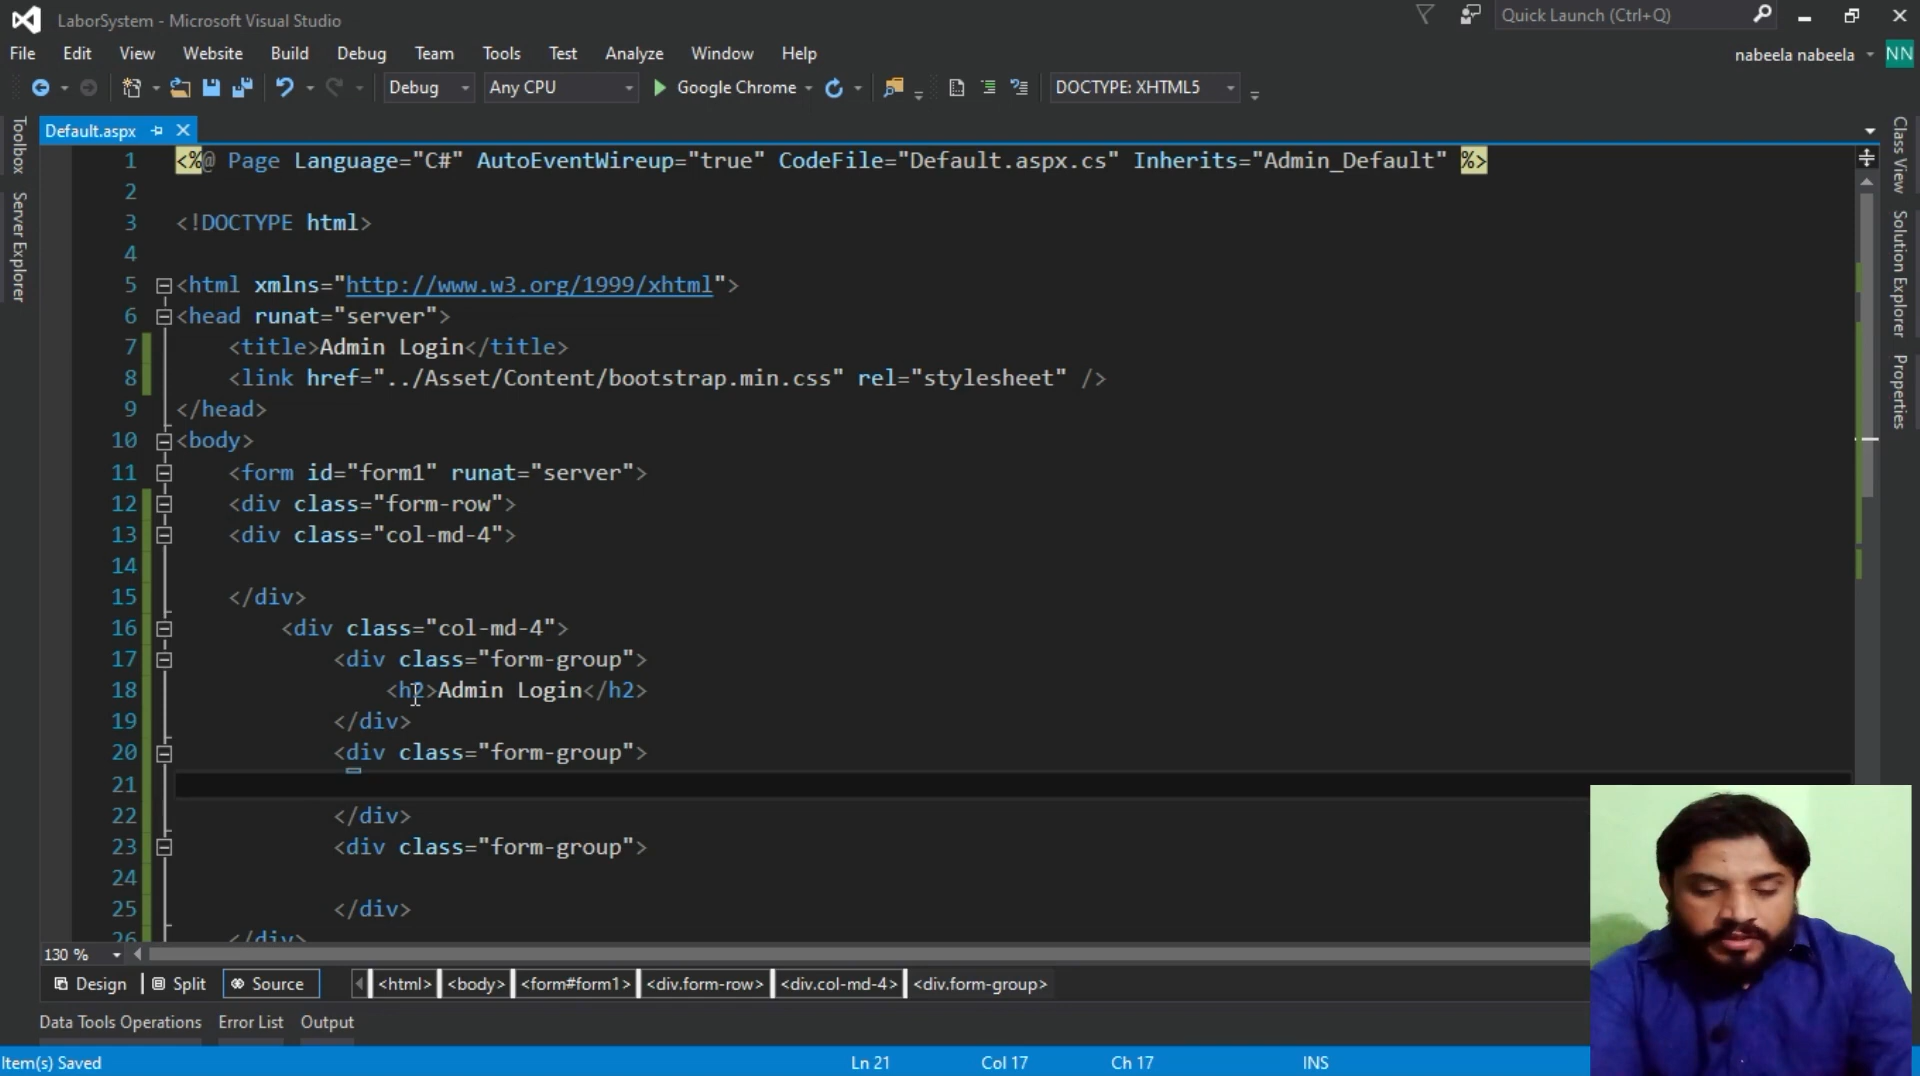 LaborSystem - Microsoft Visual Studio
Quick Launch (Ctrl+Q)
File Edit View Website Build Debug Team Tools Test Analyze Window Help
nabeela nabeela NN
Debug Any CPU Google Chrome DOCTYPE: XHTML5
Toolbox
Server Explorer
Class View
Solution Explorer
Properties
Default.aspx
1 <%@ Page Language="C#" AutoEventWireup="true" CodeFile="Default.aspx.cs" Inherits="Admin_Default" %>
2
3 <!DOCTYPE html>
4
5 <html xmlns="http://www.w3.org/1999/xhtml">
6 <head runat="server">
7 <title>Admin Login</title>
8 <link href="../Asset/Content/bootstrap.min.css" rel="stylesheet" />
9 </head>
10 <body>
11 <form id="form1" runat="server">
12 <div class="form-row">
13 <div class="col-md-4">
14
15 </div>
16 <div class="col-md-4">
17 <div class="form-group">
18 <h2>Admin Login</h2>
19 </div>
20 <div class="form-group">
21
22 </div>
23 <div class="form-group">
24
25 </div>
26 </div>
130 %
Design Split Source <html> <body> <form#form1> <div.form-row> <div.col-md-4> <div.form-group>
Data Tools Operations Error List Output
Item(s) Saved Ln 21 Col 17 Ch 17 INS